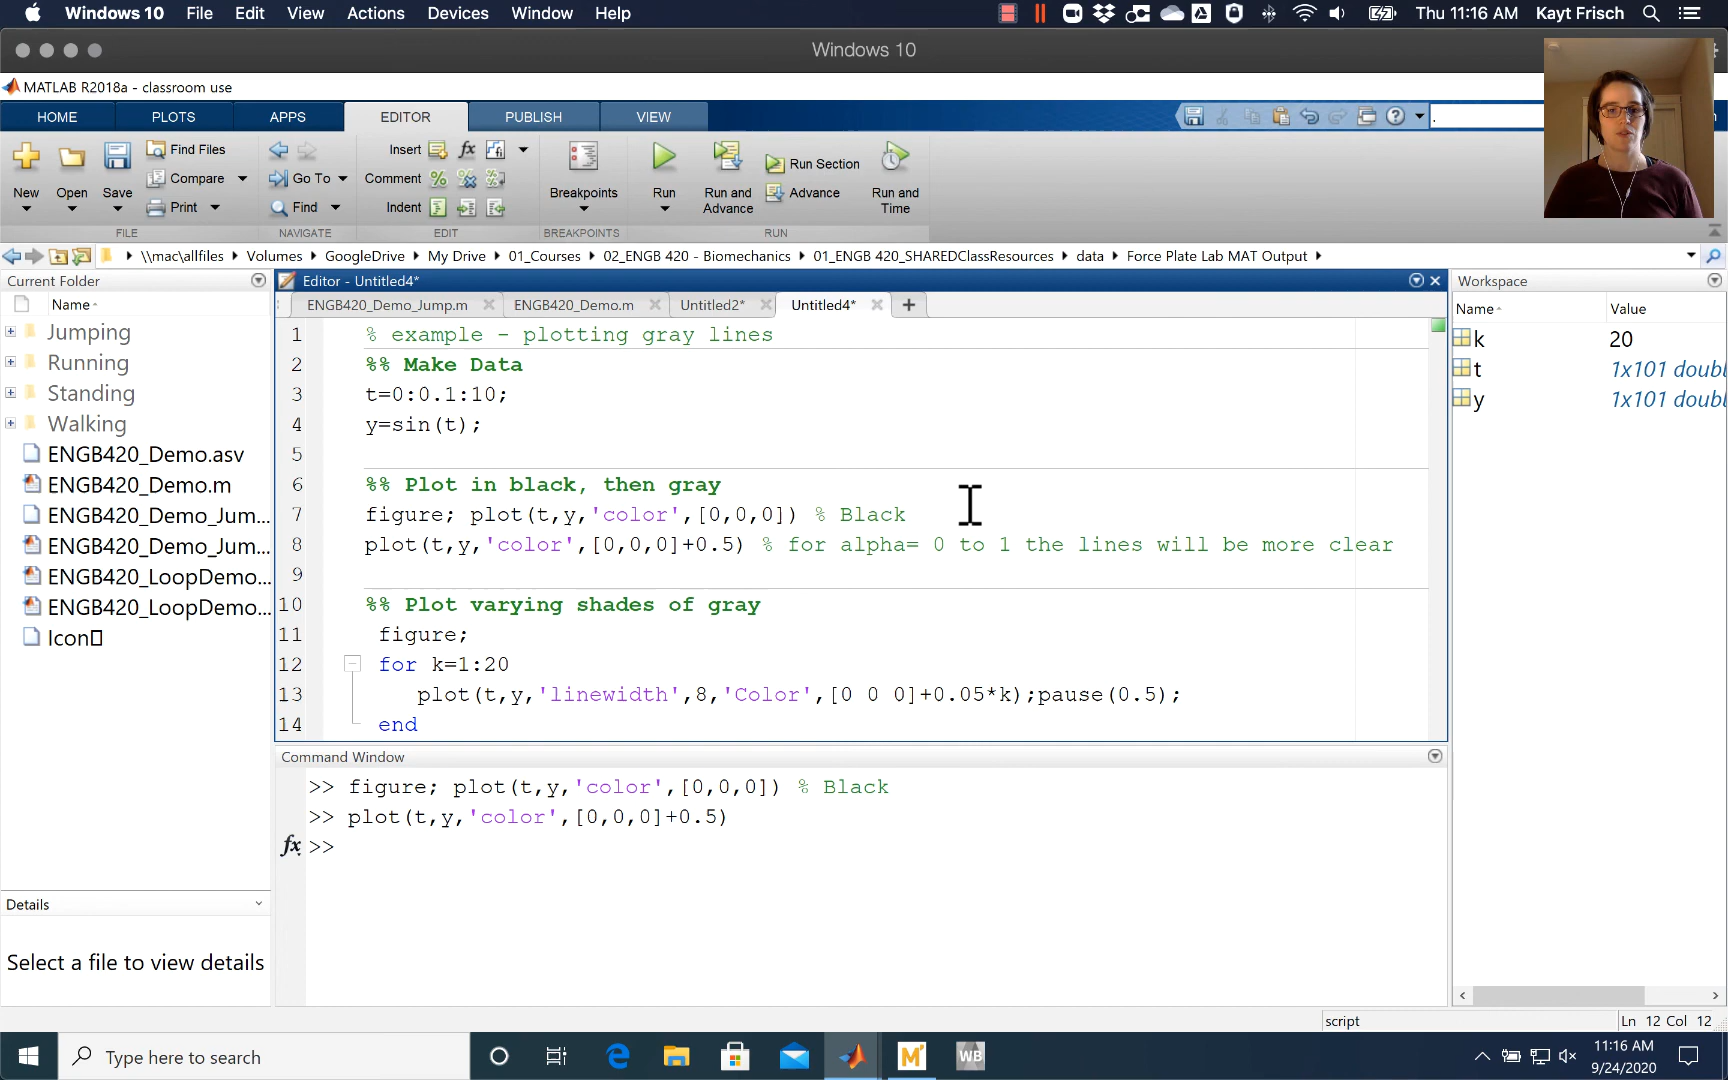 Windows 10 File Edit View Actions Devices Window Help Thu 11:16 AM Kayt Frisch
Windows 10
MATLAB R2018a - classroom use
HOME PLOTS APPS EDITOR PUBLISH VIEW
New Open Save Find Files Compare Print
Go To Find
Insert Comment Indent
Breakpoints
Run Run and Advance Run Section Advance Run and Time
FILE NAVIGATE EDIT BREAKPOINTS RUN
\\mac\allfiles Volumes GoogleDrive My Drive 01_Courses 02_ENGB 420 - Biomechanics 01_ENGB 420_SHAREDClassResources data Force Plate Lab MAT Output
Current Folder
Name
Jumping
Running
Standing
Walking
ENGB420_Demo.asv
ENGB420_Demo.m
ENGB420_Demo_Jum...
ENGB420_Demo_Jum...
ENGB420_LoopDemo...
ENGB420_LoopDemo...
Icon
Details
Select a file to view details
Editor - Untitled4*
ENGB420_Demo_Jump.m ENGB420_Demo.m Untitled2* Untitled4*
1 % example - plotting gray lines
2 %% Make Data
3 t=0:0.1:10;
4 y=sin(t);
5
6 %% Plot in black, then gray
7 figure; plot(t,y,'color',[0,0,0]) % Black
8 plot(t,y,'color',[0,0,0]+0.5) % for alpha= 0 to 1 the lines will be more clear
9
10 %% Plot varying shades of gray
11 figure;
12 for k=1:20
13 plot(t,y,'linewidth',8,'Color',[0 0 0]+0.05*k);pause(0.5);
14 end
Command Window
>> figure; plot(t,y,'color',[0,0,0]) % Black
>> plot(t,y,'color',[0,0,0]+0.5)
fx >>
Workspace
Name Value
k 20
t 1x101 doubl
y 1x101 doubl
script Ln 12 Col 12
Type here to search
WB
11:16 AM
9/24/2020